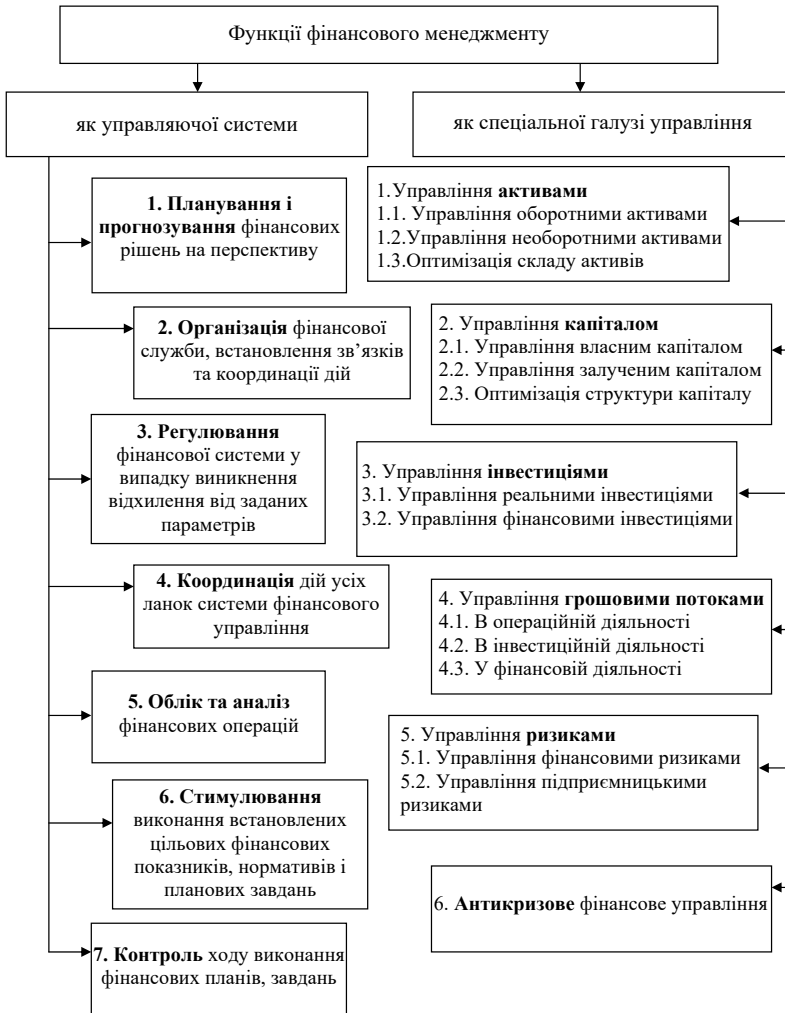 Функції фінансового менеджменту
як управляючої системи
як спеціальної галузі управління
1. Планування і
прогнозування фінансових
рішень на перспективу
2. Організація фінансової
служби, встановлення зв’язків
та координації дій
3. Регулювання
фінансової системи у
випадку виникнення
відхилення від заданих
параметрів
4. Координація дій усіх
ланок системи фінансового
управління
5. Облік та аналіз
фінансових операцій
6. Стимулювання
виконання встановлених
цільових фінансових
показників, нормативів і
планових завдань
7. Контроль ходу виконання
фінансових планів, завдань
1.Управління активами
1.1. Управління оборотними активами
1.2.Управління необоротними активами
1.3.Оптимізація складу активів
2. Управління капіталом
2.1. Управління власним капіталом
2.2. Управління залученим капіталом
2.3. Оптимізація структури капіталу
3. Управління інвестиціями
3.1. Управління реальними інвестиціями
3.2. Управління фінансовими інвестиціями
4. Управління грошовими потоками
4.1. В операційній діяльності
4.2. В інвестиційній діяльності
4.3. У фінансовій діяльності
5. Управління ризиками
5.1. Управління фінансовими ризиками
5.2. Управління підприємницькими
ризиками
6. Антикризове фінансове управління